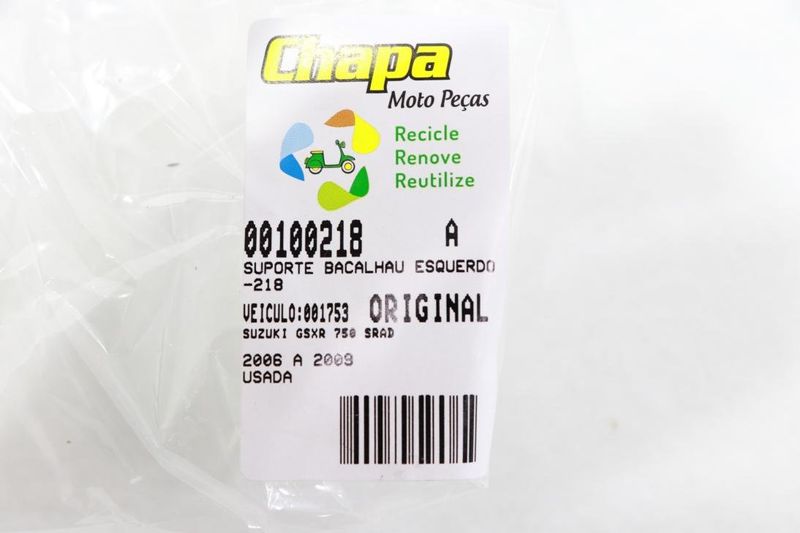 Chapa
Moto Peças
Recicle
Renove
Reutilize
00100218 A
SUPORTE BACALHAU ESQUERDO
-218
VEICULO:001753 ORIGINAL
SUZUKI GSXR 750 SRAD
2006 A 2009
USADA